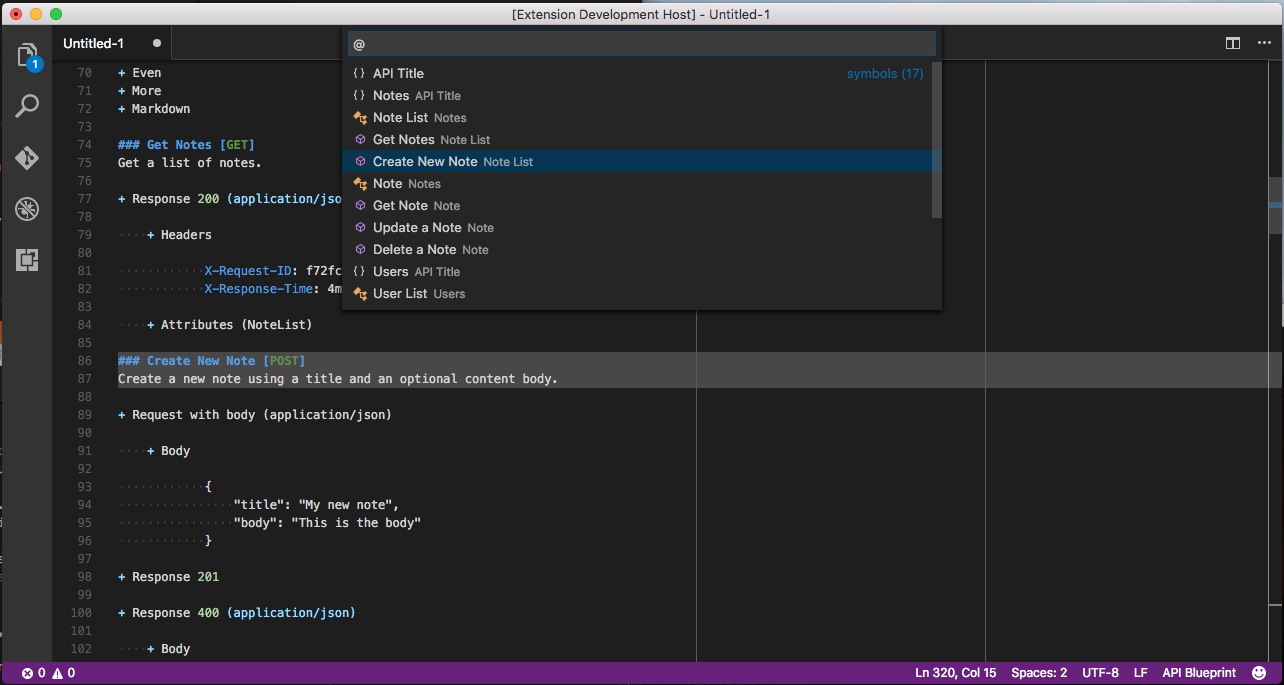 [Extension Development Host] - Untitled-1
1
Untitled-1
@
{} API Title symbols (17)
{} Notes API Title
Note List Notes
Get Notes Note List
Create New Note Note List
Note Notes
Get Note Note
Update a Note Note
Delete a Note Note
{} Users API Title
User List Users
70 + Even
71 + More
72 + Markdown
73
74 ### Get Notes [GET]
75 Get a list of notes.
76
77 + Response 200 (application/jso
78
79 ····+ Headers
80
81 ············X-Request-ID: f72fc
82 ············X-Response-Time: 4m
83
84 ····+ Attributes (NoteList)
85
86 ### Create New Note [POST]
87 Create a new note using a title and an optional content body.
88
89 + Request with body (application/json)
90
91 ····+ Body
92
93 ············{
94 ················"title": "My new note",
95 ················"body": "This is the body"
96 ············}
97
98 + Response 201
99
100 + Response 400 (application/json)
101
102 ····+ Body
0 0 Ln 320, Col 15 Spaces: 2 UTF-8 LF API Blueprint